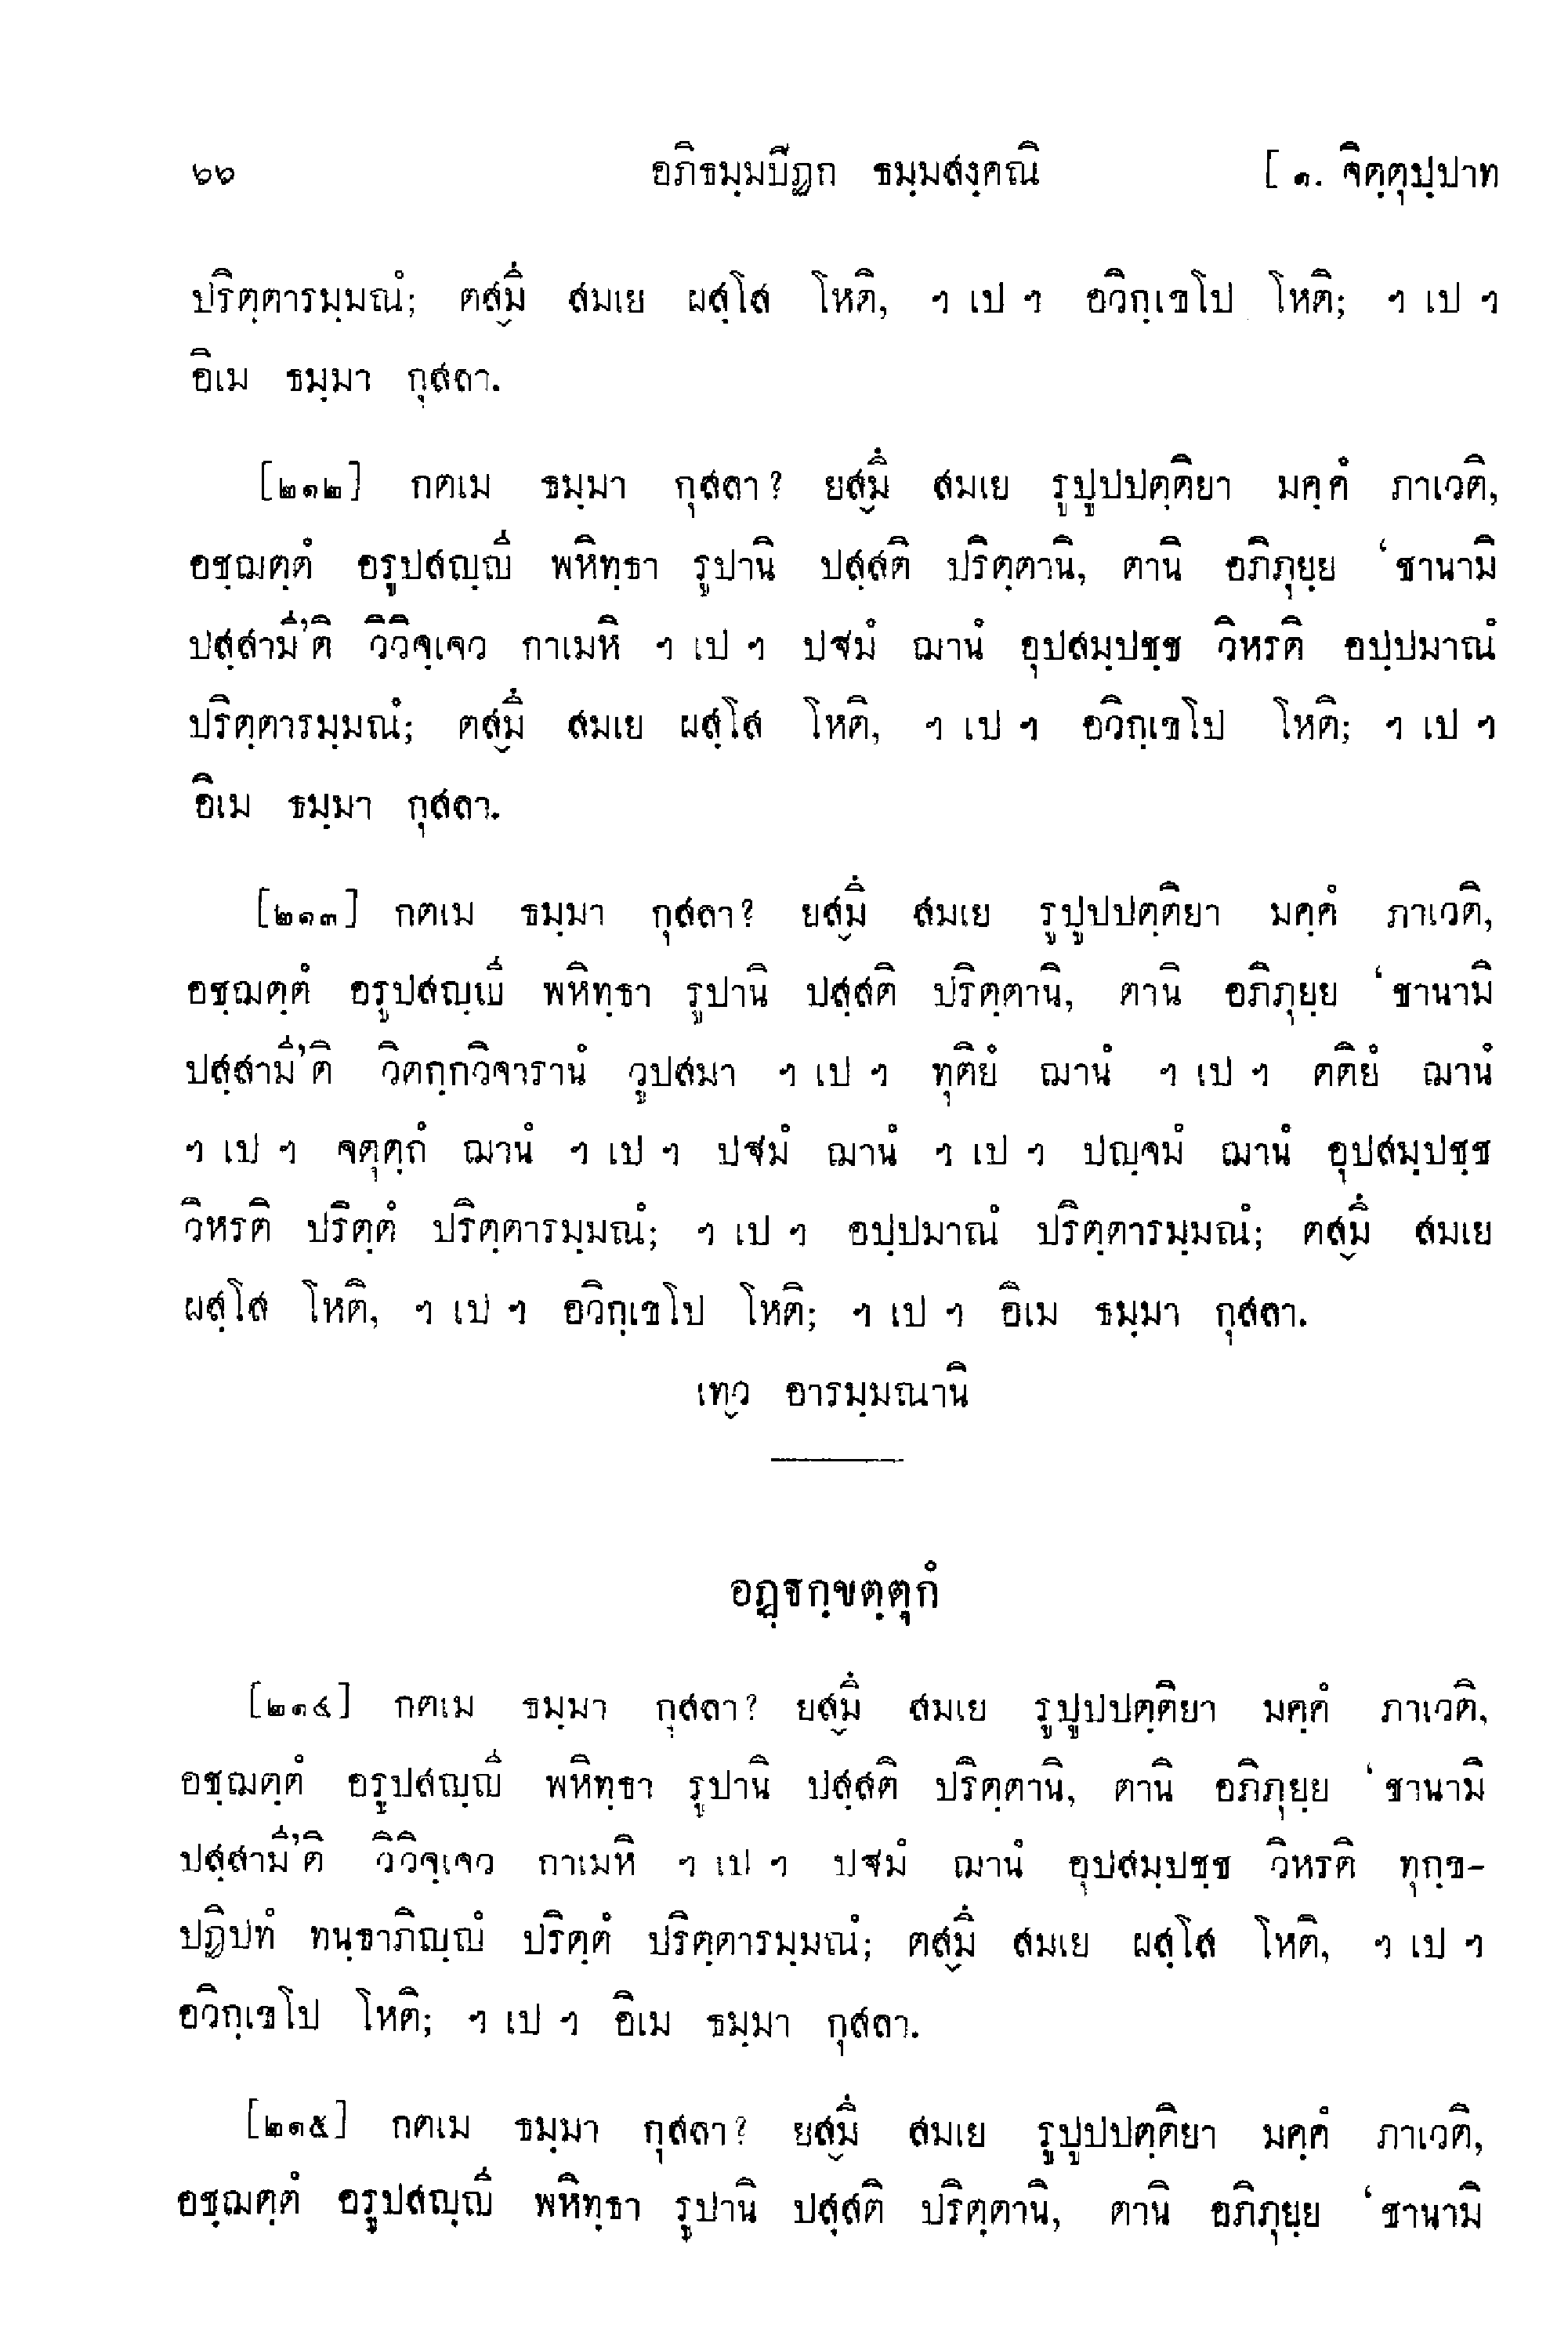 ๖๖ อภิธมฺมปิฏก ธมฺมสงฺคณิ [ ๑. จิตฺตุปฺปาท
ปริตฺตารมฺมณํ; ตสฺมึ สมเย ผสฺโส โหติ, ฯ เป ฯ อวิกฺเขโป โหติ; ฯ เป ฯ
อิเม ธมฺมา กุสลา.
[๒๑๒] กตเม ธมฺมา กุสลา? ยสฺมึ สมเย รูปูปปตฺติยา มคฺคํ ภาเวติ,
อชฺฌตฺตํ อรูปสญฺญี พหิทฺธา รูปานิ ปสฺสติ ปริตฺตานิ, ตานิ อภิภุยฺย ‘ชานามิ
ปสฺสามี’ติ วิวิจฺเจว กาเมหิ ฯ เป ฯ ปฐมํ ฌานํ อุปสมฺปชฺช วิหรติ อปฺปมาณํ
ปริตฺตารมฺมณํ; ตสฺมึ สมเย ผสฺโส โหติ, ฯ เป ฯ อวิกฺเขโป โหติ; ฯ เป ฯ
อิเม ธมฺมา กุสลา.
[๒๑๓] กตเม ธมฺมา กุสลา? ยสฺมึ สมเย รูปูปปตฺติยา มคฺคํ ภาเวติ,
อชฺฌตฺตํ อรูปสญฺญี พหิทฺธา รูปานิ ปสฺสติ ปริตฺตานิ, ตานิ อภิภุยฺย ‘ชานามิ
ปสฺสามี’ติ วิตกฺกวิจารานํ วูปสมา ฯ เป ฯ ทุติยํ ฌานํ ฯ เป ฯ ตติยํ ฌานํ
ฯ เป ฯ จตุตฺถํ ฌานํ ฯ เป ฯ ปฐมํ ฌานํ ฯ เป ฯ ปญฺจมํ ฌานํ อุปสมฺปชฺช
วิหรติ ปริตฺตํ ปริตฺตารมฺมณํ; ฯ เป ฯ อปฺปมาณํ ปริตฺตารมฺมณํ; ตสฺมึ สมเย
ผสฺโส โหติ, ฯ เป ฯ อวิกฺเขโป โหติ; ฯ เป ฯ อิเม ธมฺมา กุสลา.
เทฺว อารมฺมณานิ
อฏฺฐกฺขตฺตุกํ
[๒๑๔] กตเม ธมฺมา กุสลา? ยสฺมึ สมเย รูปูปปตฺติยา มคฺคํ ภาเวติ,
อชฺฌตฺตํ อรูปสญฺญี พหิทฺธา รูปานิ ปสฺสติ ปริตฺตานิ, ตานิ อภิภุยฺย ‘ชานามิ
ปสฺสามี’ติ วิวิจฺเจว กาเมหิ ฯ เป ฯ ปฐมํ ฌานํ อุปสมฺปชฺช วิหรติ ทุกฺข-
ปฏิปทํ ทนฺธาภิญฺญํ ปริตฺตํ ปริตฺตารมฺมณํ; ตสฺมึ สมเย ผสฺโส โหติ, ฯ เป ฯ
อวิกฺเขโป โหติ; ฯ เป ฯ อิเม ธมฺมา กุสลา.
[๒๑๕] กตเม ธมฺมา กุสลา? ยสฺมึ สมเย รูปูปปตฺติยา มคฺคํ ภาเวติ,
อชฺฌตฺตํ อรูปสญฺญี พหิทฺธา รูปานิ ปสฺสติ ปริตฺตานิ, ตานิ อภิภุยฺย ‘ชานามิ